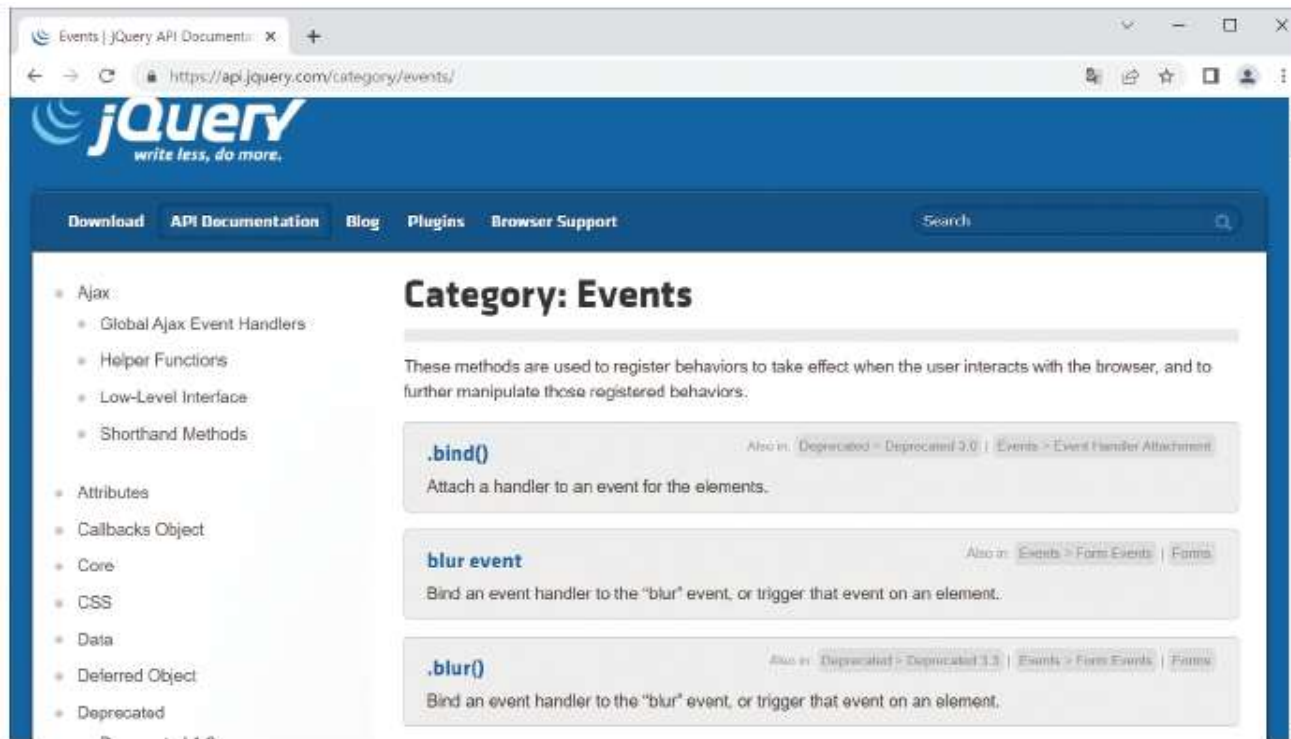 Events | jQuery API Documenta
https://api.jquery.com/category/events/
jQuery
write less, do more.
Download API Documentation Blog Plugins Browser Support Search
Ajax
Global Ajax Event Handlers
Helper Functions
Low-Level Interface
Shorthand Methods
Attributes
Callbacks Object
Core
CSS
Data
Deferred Object
Deprecated
Category: Events
These methods are used to register behaviors to take effect when the user interacts with the browser, and to
further manipulate those registered behaviors.
.bind()
Also in: Deprecated > Deprecated 3.0 | Events > Event Handler Attachment
Attach a handler to an event for the elements.
blur event
Also in: Events > Form Events | Forms
Bind an event handler to the “blur” event, or trigger that event on an element.
.blur()
Also in: Deprecated > Deprecated 3.3 | Events > Form Events | Forms
Bind an event handler to the “blur” event, or trigger that event on an element.